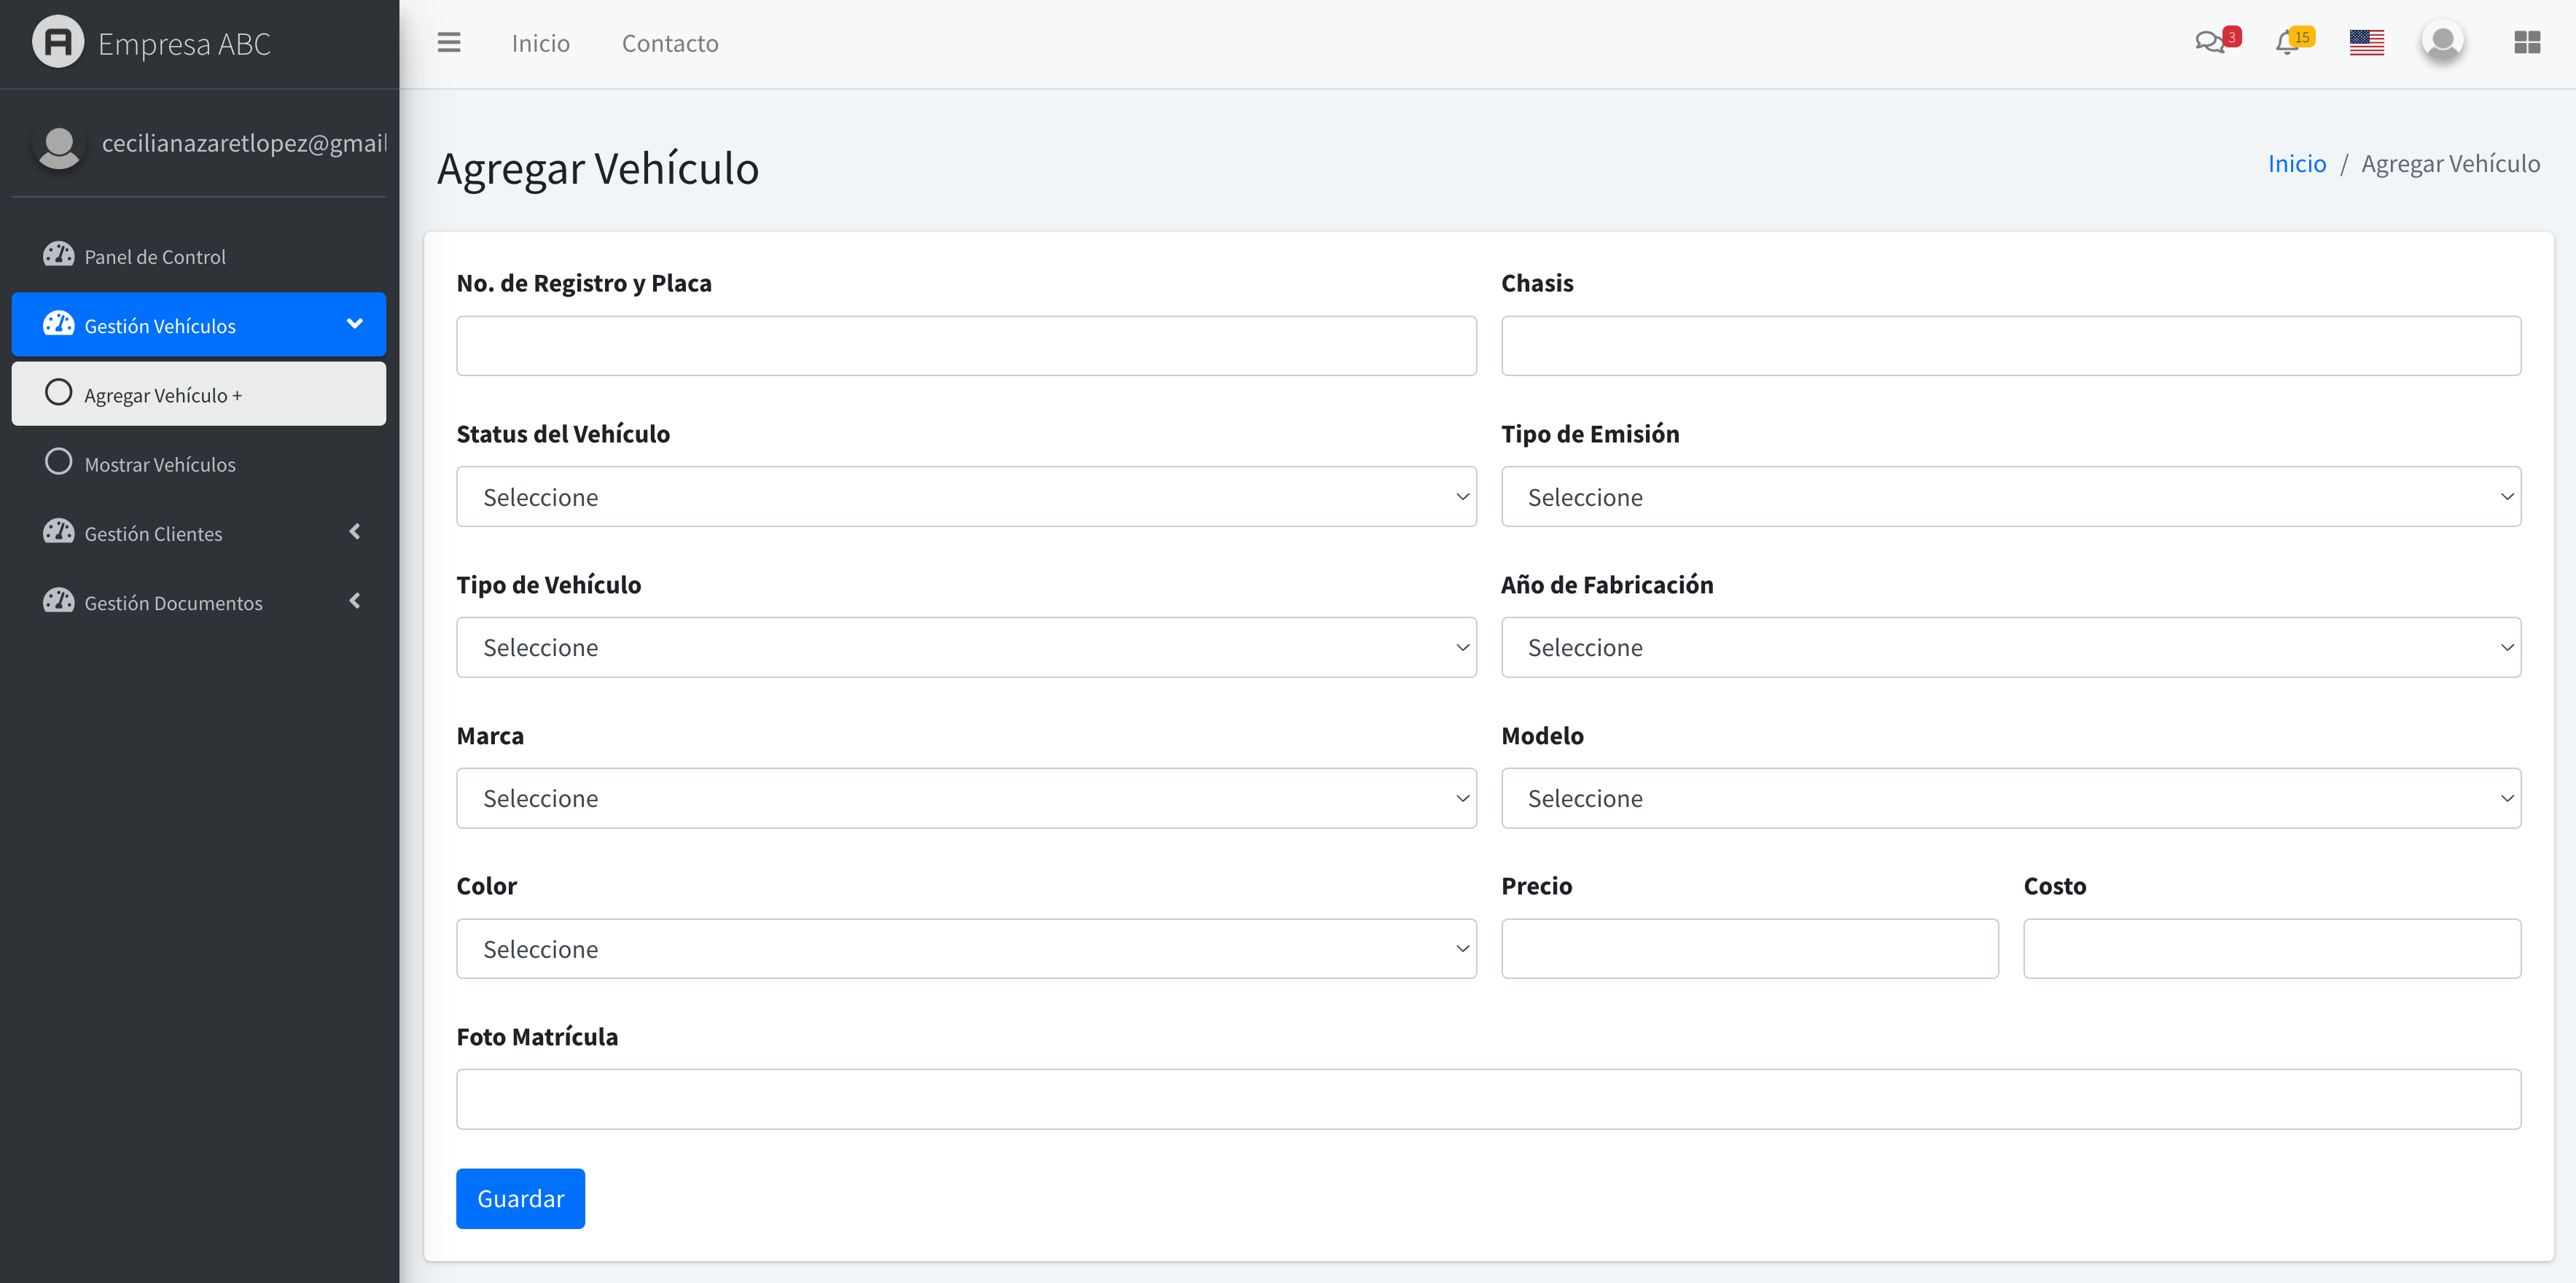 A Empresa ABC
cecilianazaretlopez@gmail
Panel de Control
Gestión Vehículos
Agregar Vehículo +
Mostrar Vehículos
Gestión Clientes
Gestión Documentos
Inicio Contacto
3 15
Agregar Vehículo
Inicio / Agregar Vehículo
No. de Registro y Placa
Chasis
Status del Vehículo
Seleccione
Tipo de Emisión
Seleccione
Tipo de Vehículo
Seleccione
Año de Fabricación
Seleccione
Marca
Seleccione
Modelo
Seleccione
Color
Seleccione
Precio
Costo
Foto Matrícula
Guardar